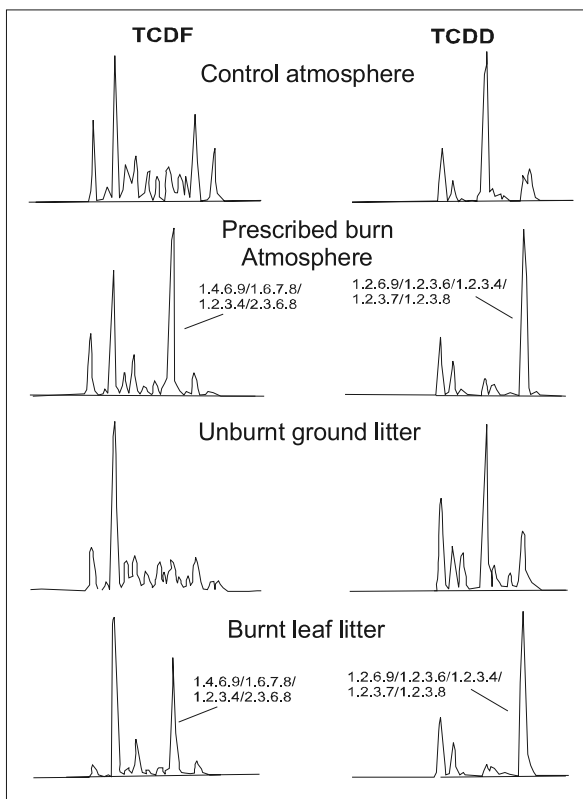 TCDF TCDD
Control atmosphere
Prescribed burn
Atmosphere
1.4.6.9/1.6.7.8/
1.2.3.4/2.3.6.8
1.2.6.9/1.2.3.6/1.2.3.4/
1.2.3.7/1.2.3.8
Unburnt ground litter
Burnt leaf litter
1.4.6.9/1.6.7.8/
1.2.3.4/2.3.6.8
1.2.6.9/1.2.3.6/1.2.3.4/
1.2.3.7/1.2.3.8